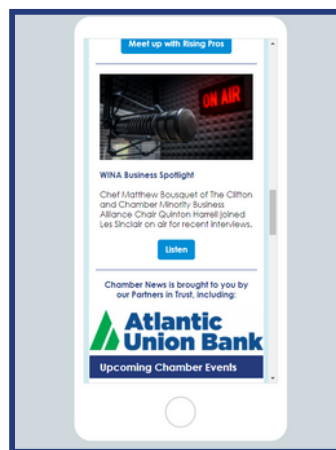 Meet up with Rising Pros
ON AIR
WINA Business Spotlight
Chef Matthew Bousquet of The Clifton
and Chamber Minority Business
Alliance Chair Quinton Harrell joined
Les Sinclair on air for recent interviews.
Listen
Chamber News is brought to you by
our Partners in Trust, including:
Atlantic
Union Bank
Upcoming Chamber Events